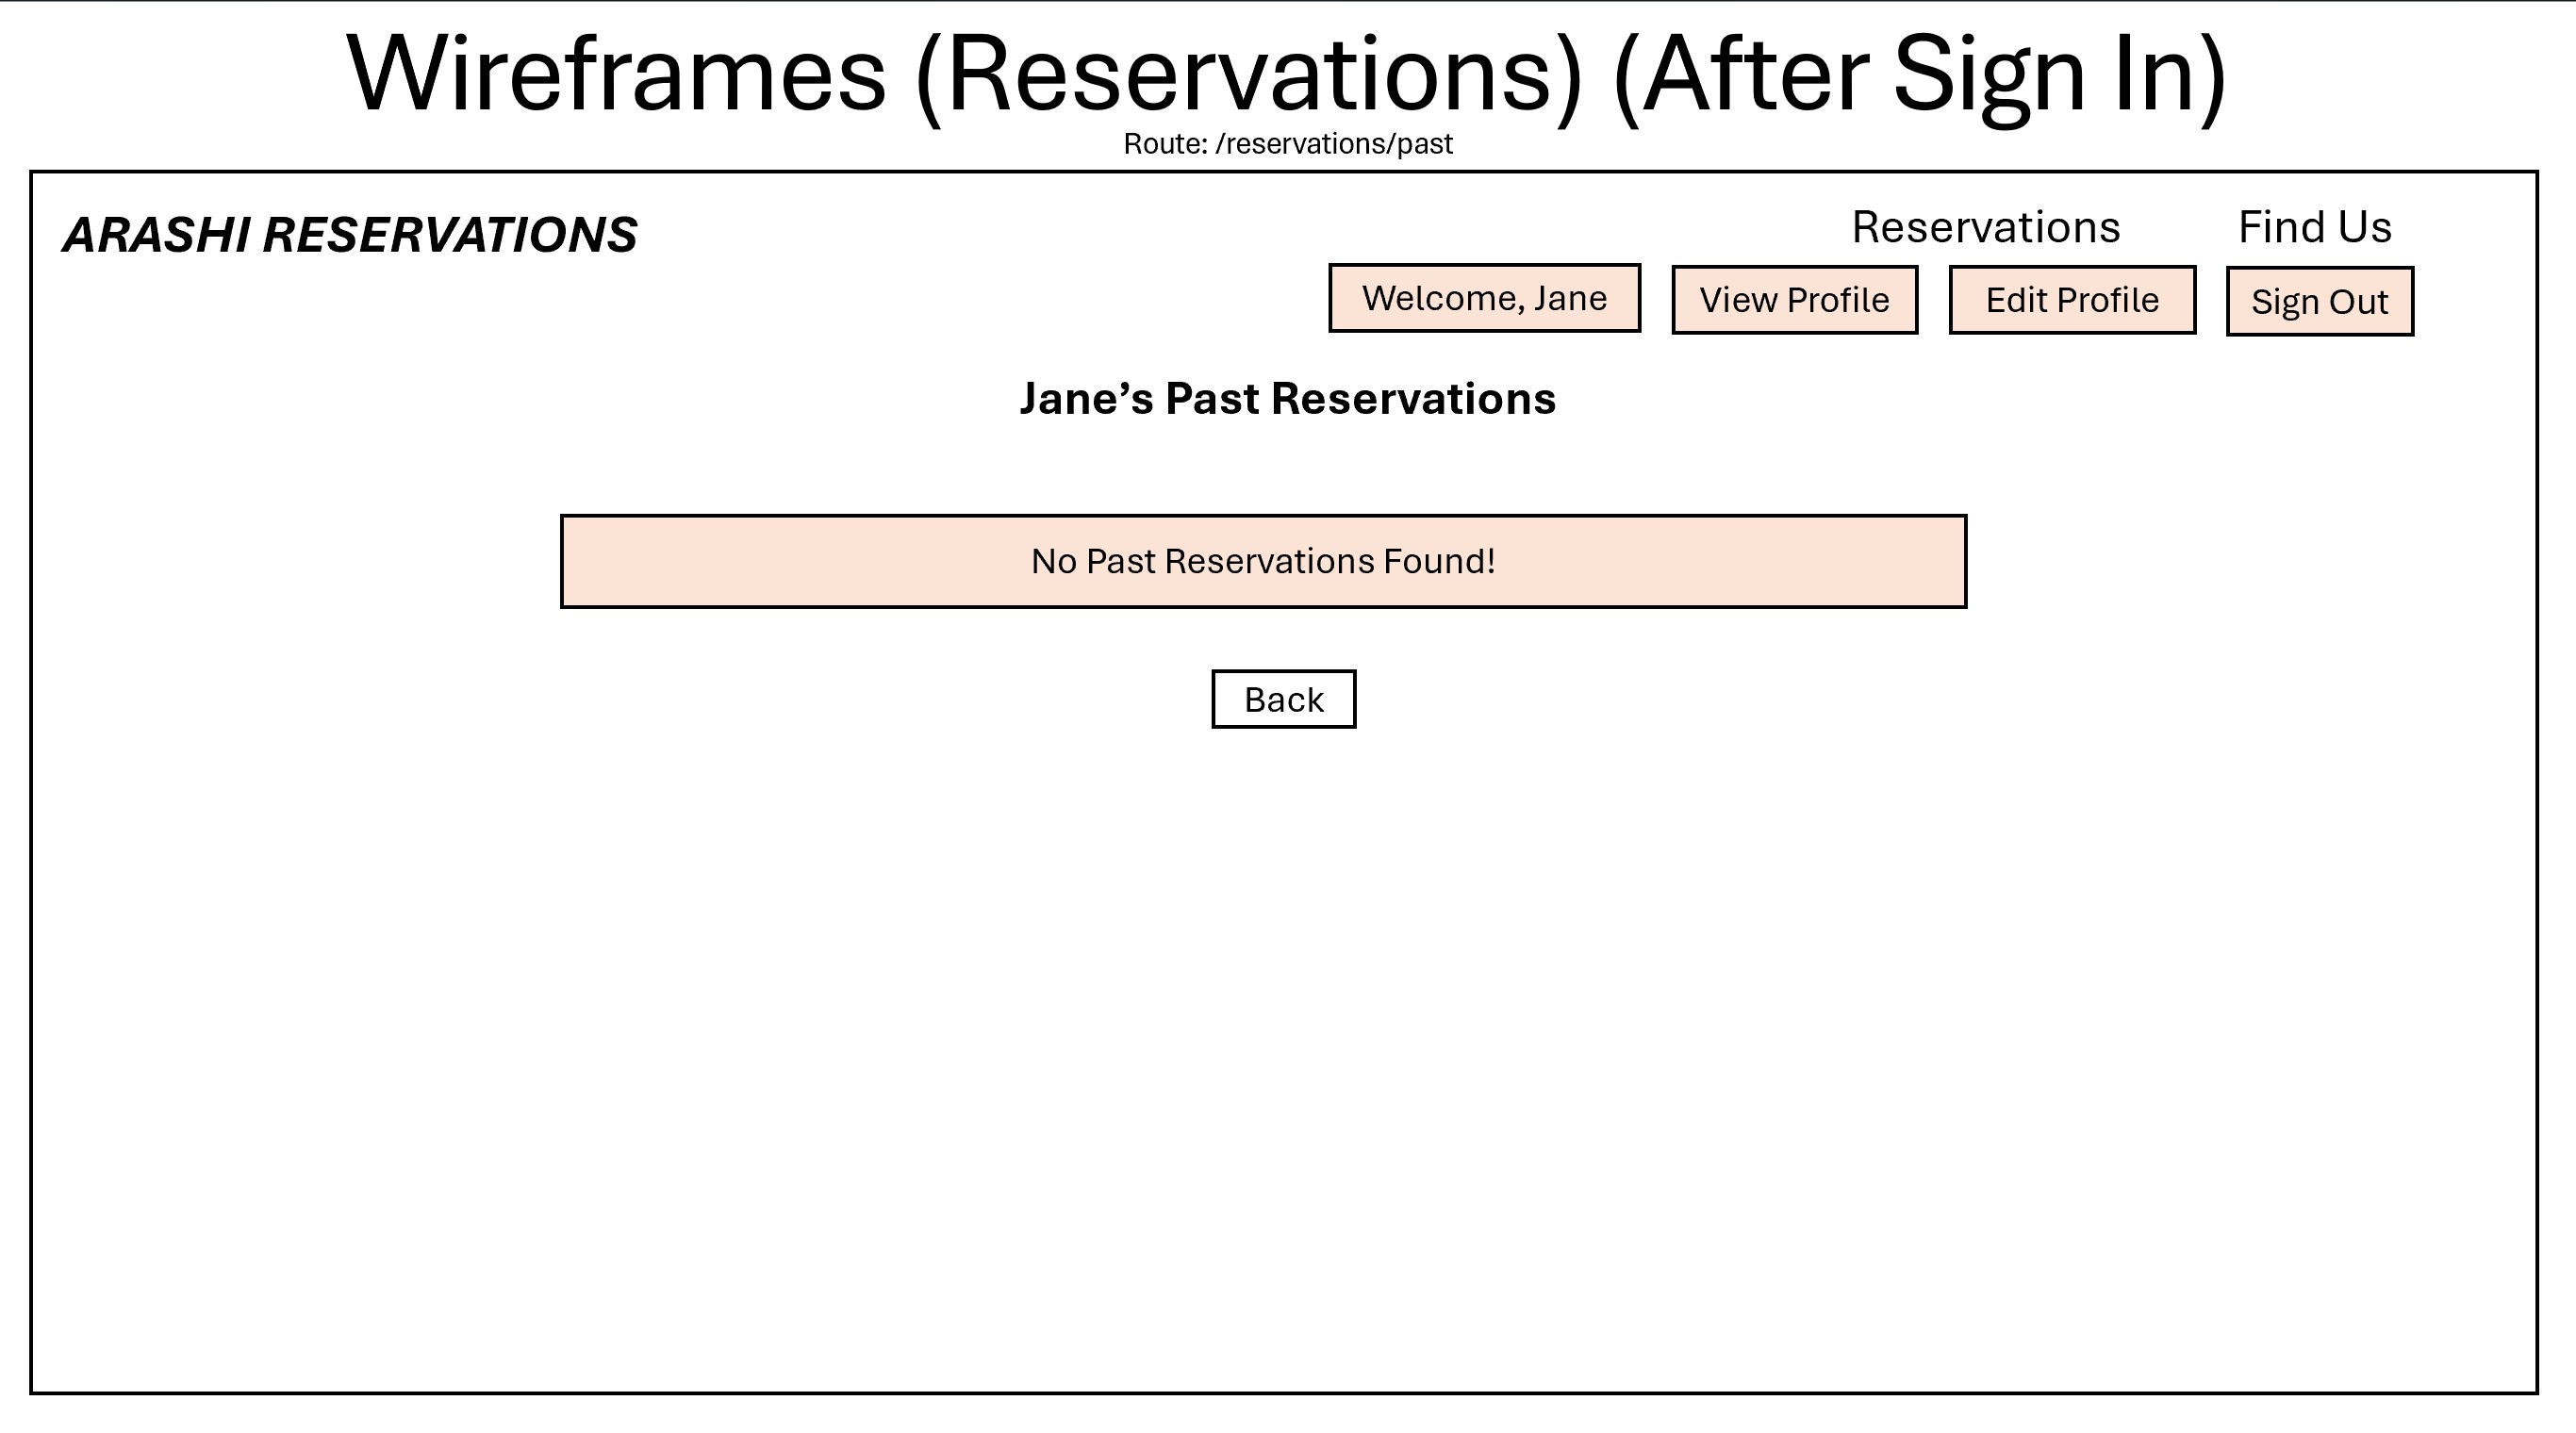 Wireframes (Reservations) (After Sign In)
Route: /reservations/past
ARASHI RESERVATIONS
Reservations
Find Us
Welcome, Jane
View Profile
Edit Profile
Sign Out
Jane’s Past Reservations
No Past Reservations Found!
Back